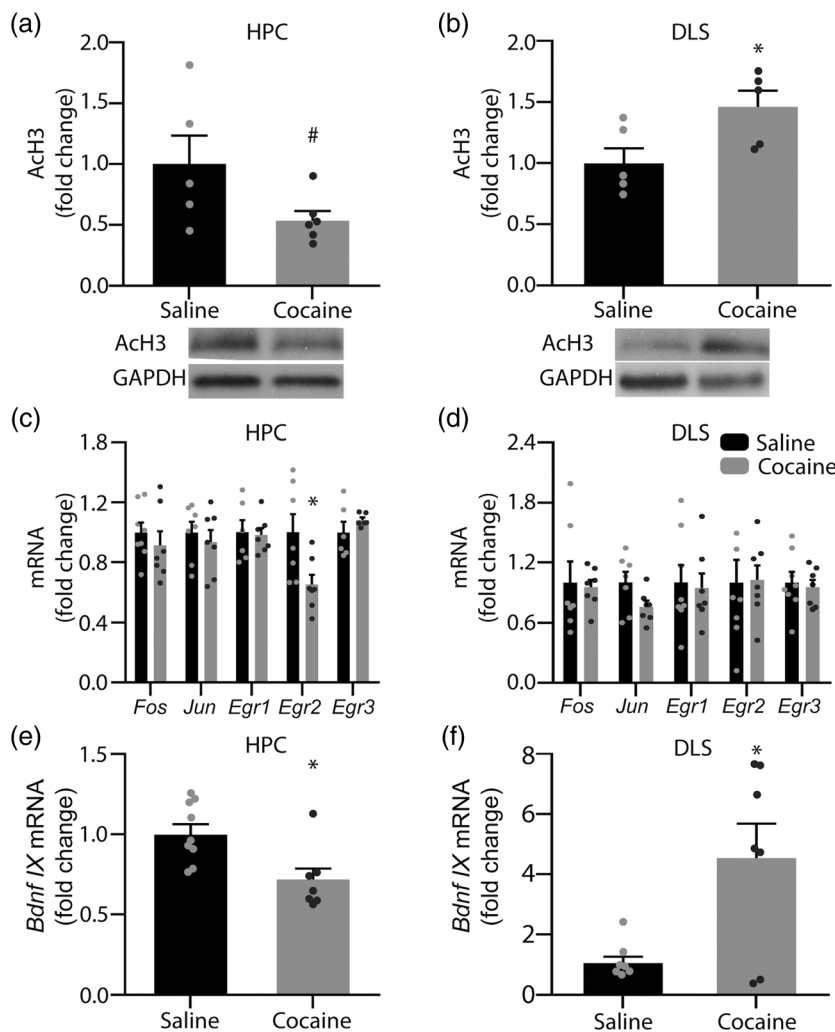 (a)
HPC
AcH3
(fold change)
2.0
1.5
1.0
0.5
0.0
#
Saline Cocaine
AcH3
GAPDH
(b)
DLS
AcH3
(fold change)
2.0
1.5
1.0
0.5
0.0
*
Saline Cocaine
AcH3
GAPDH
(c)
HPC
mRNA
(fold change)
1.8
1.2
0.8
0.4
0.0
*
Fos Jun Egr1 Egr2 Egr3
(d)
DLS
Saline
Cocaine
mRNA
(fold change)
2.4
1.8
1.2
0.6
0.0
Fos Jun Egr1 Egr2 Egr3
(e)
HPC
Bdnf IX mRNA
(fold change)
1.5
1.0
0.5
0.0
*
Saline Cocaine
(f)
DLS
Bdnf IX mRNA
(fold change)
8
6
4
2
0
*
Saline Cocaine